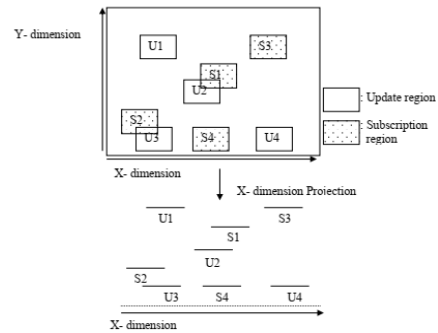 Y- dimension
U1
S3
S1
U2
S2
U3
S4
U4
: Update region
: Subscription
region
X- dimension
X- dimension Projection
U1
S3
S1
U2
S2
U3
S4
U4
X- dimension